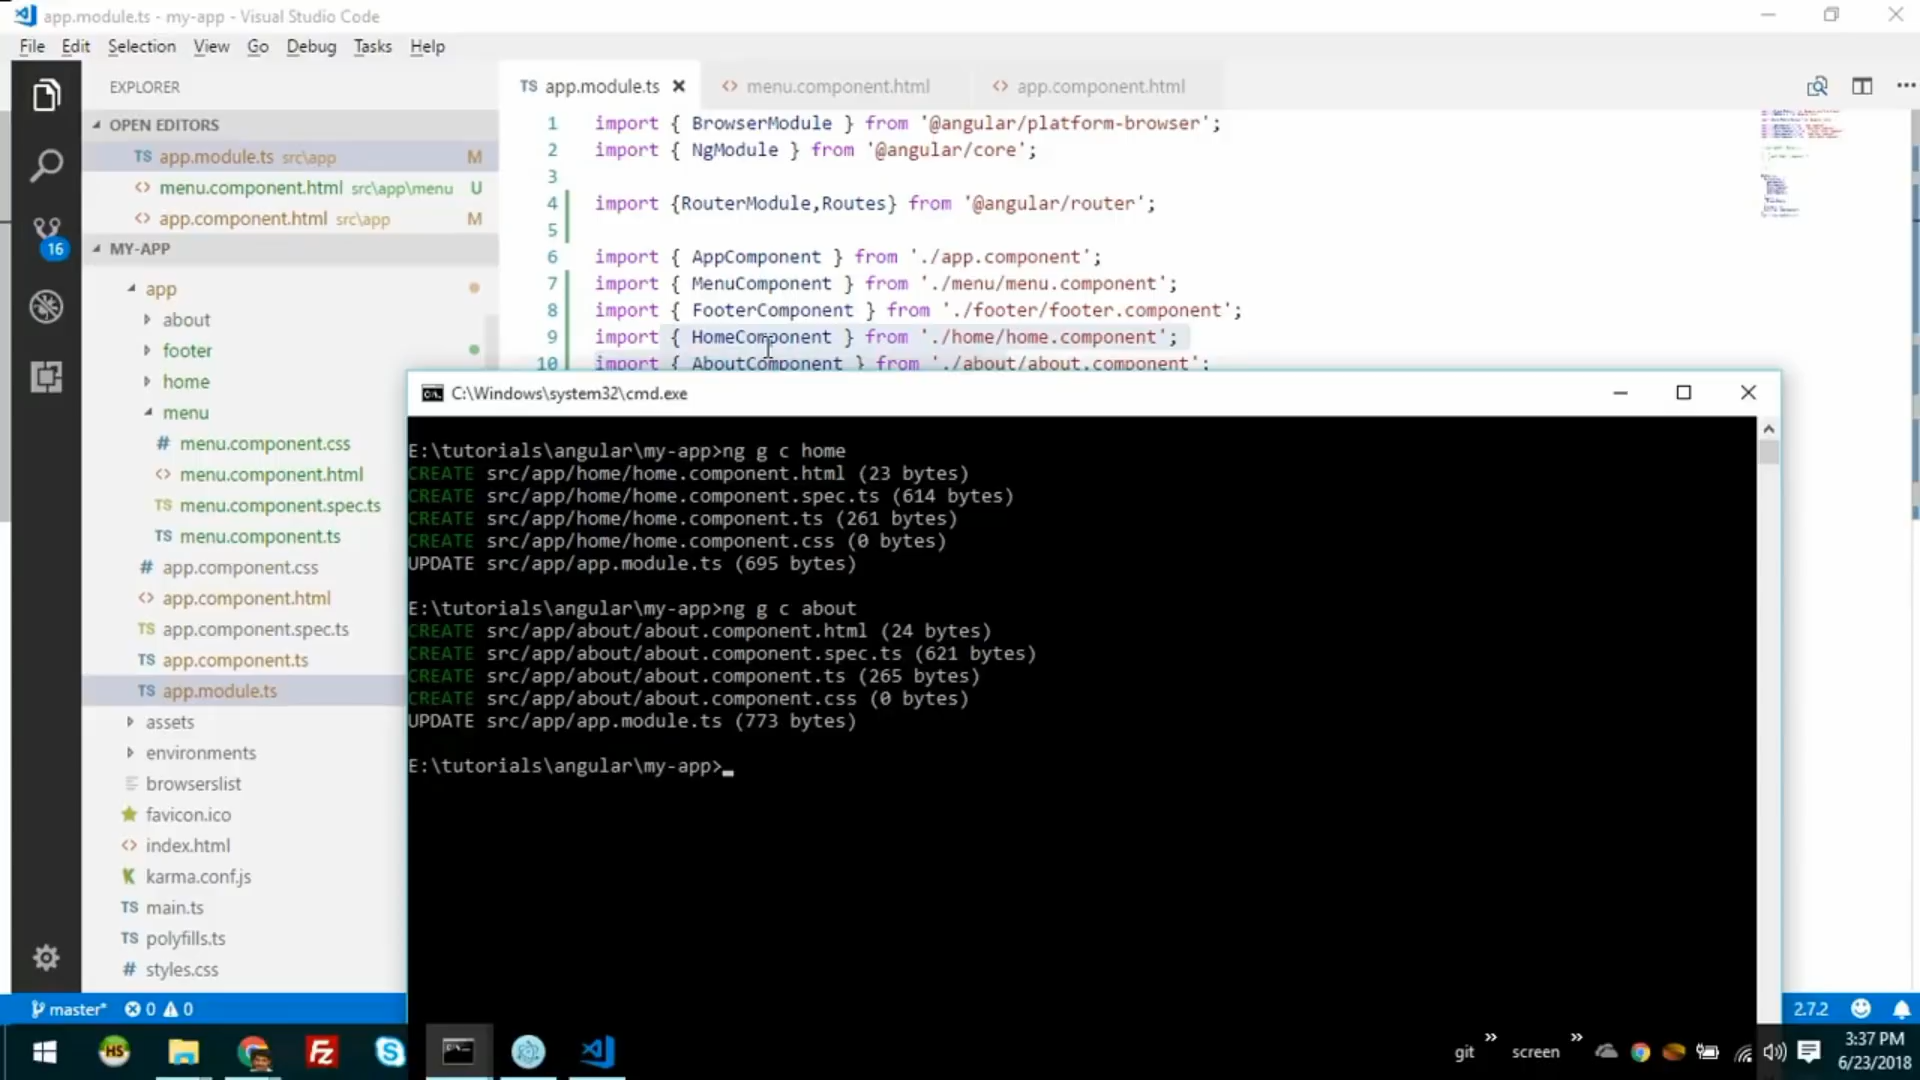 app.module.ts - my-app - Visual Studio Code
File Edit Selection View Go Debug Tasks Help
EXPLORER
OPEN EDITORS
TS app.module.ts src\app M
<> menu.component.html src\app\menu U
<> app.component.html src\app M
MY-APP
app
about
footer
home
menu
# menu.component.css
<> menu.component.html
TS menu.component.spec.ts
TS menu.component.ts
# app.component.css
<> app.component.html
TS app.component.spec.ts
TS app.component.ts
TS app.module.ts
assets
environments
browserslist
favicon.ico
<> index.html
K karma.conf.js
TS main.ts
TS polyfills.ts
# styles.css
16
TS app.module.ts <> menu.component.html <> app.component.html
1 import { BrowserModule } from '@angular/platform-browser';
2 import { NgModule } from '@angular/core';
3
4 import {RouterModule,Routes} from '@angular/router';
5
6 import { AppComponent } from './app.component';
7 import { MenuComponent } from './menu/menu.component';
8 import { FooterComponent } from './footer/footer.component';
9 import { HomeComponent } from './home/home.component';
10 import { AboutComponent } from './about/about.component';
C:\Windows\system32\cmd.exe
E:\tutorials\angular\my-app>ng g c home
CREATE src/app/home/home.component.html (23 bytes)
CREATE src/app/home/home.component.spec.ts (614 bytes)
CREATE src/app/home/home.component.ts (261 bytes)
CREATE src/app/home/home.component.css (0 bytes)
UPDATE src/app/app.module.ts (695 bytes)
E:\tutorials\angular\my-app>ng g c about
CREATE src/app/about/about.component.html (24 bytes)
CREATE src/app/about/about.component.spec.ts (621 bytes)
CREATE src/app/about/about.component.ts (265 bytes)
CREATE src/app/about/about.component.css (0 bytes)
UPDATE src/app/app.module.ts (773 bytes)
E:\tutorials\angular\my-app>
master* 0 0
2.7.2
HS FZ S
git » screen »
3:37 PM
6/23/2018